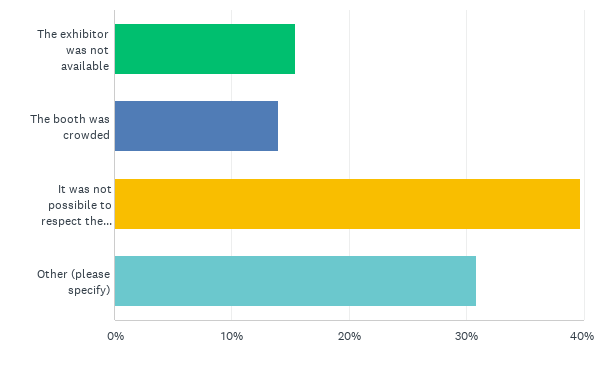 The exhibitor
was not
available
The booth was
crowded
It was not
possibile to
respect the...
Other (please
specify)
0%
10%
20%
30%
40%